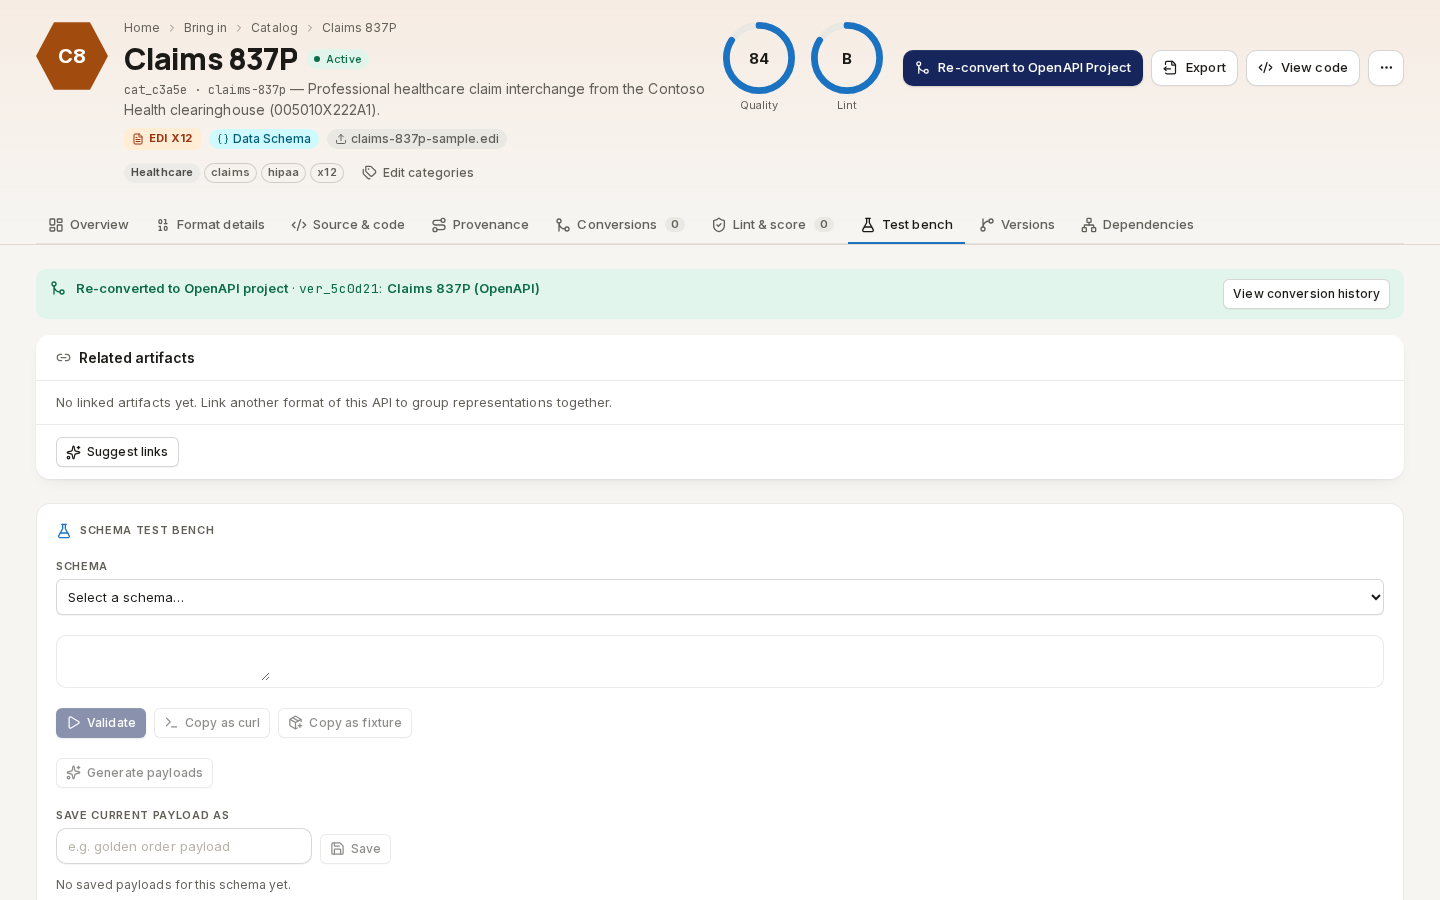 C8
Home > Bring in > Catalog > Claims 837P
Claims 837P
Active
cat_c3a5e · claims-837p — Professional healthcare claim interchange from the Contoso
Health clearinghouse (005010X222A1).
EDI X12
{} Data Schema
claims-837p-sample.edi
Healthcare
claims
hipaa
x12
Edit categories
84
Quality
B
Lint
Re-convert to OpenAPI Project
Export
View code
Overview
Format details
Source & code
Provenance
Conversions 0
Lint & score 0
Test bench
Versions
Dependencies
Re-converted to OpenAPI project · ver_5c0d21: Claims 837P (OpenAPI)
View conversion history
Related artifacts
No linked artifacts yet. Link another format of this API to group representations together.
Suggest links
SCHEMA TEST BENCH
SCHEMA
Select a schema...
Validate
Copy as curl
Copy as fixture
Generate payloads
SAVE CURRENT PAYLOAD AS
e.g. golden order payload
Save
No saved payloads for this schema yet.